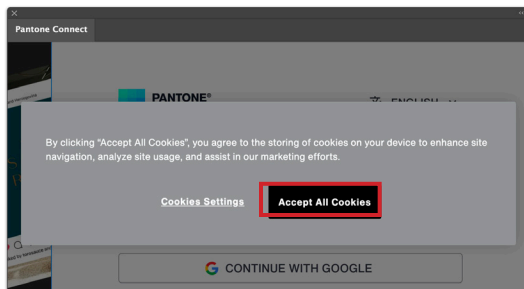 Pantone Connect
PANTONE®
ENGLISH
By clicking “Accept All Cookies”, you agree to the storing of cookies on your device to enhance site
navigation, analyze site usage, and assist in our marketing efforts.
Cookies Settings
Accept All Cookies
CONTINUE WITH GOOGLE